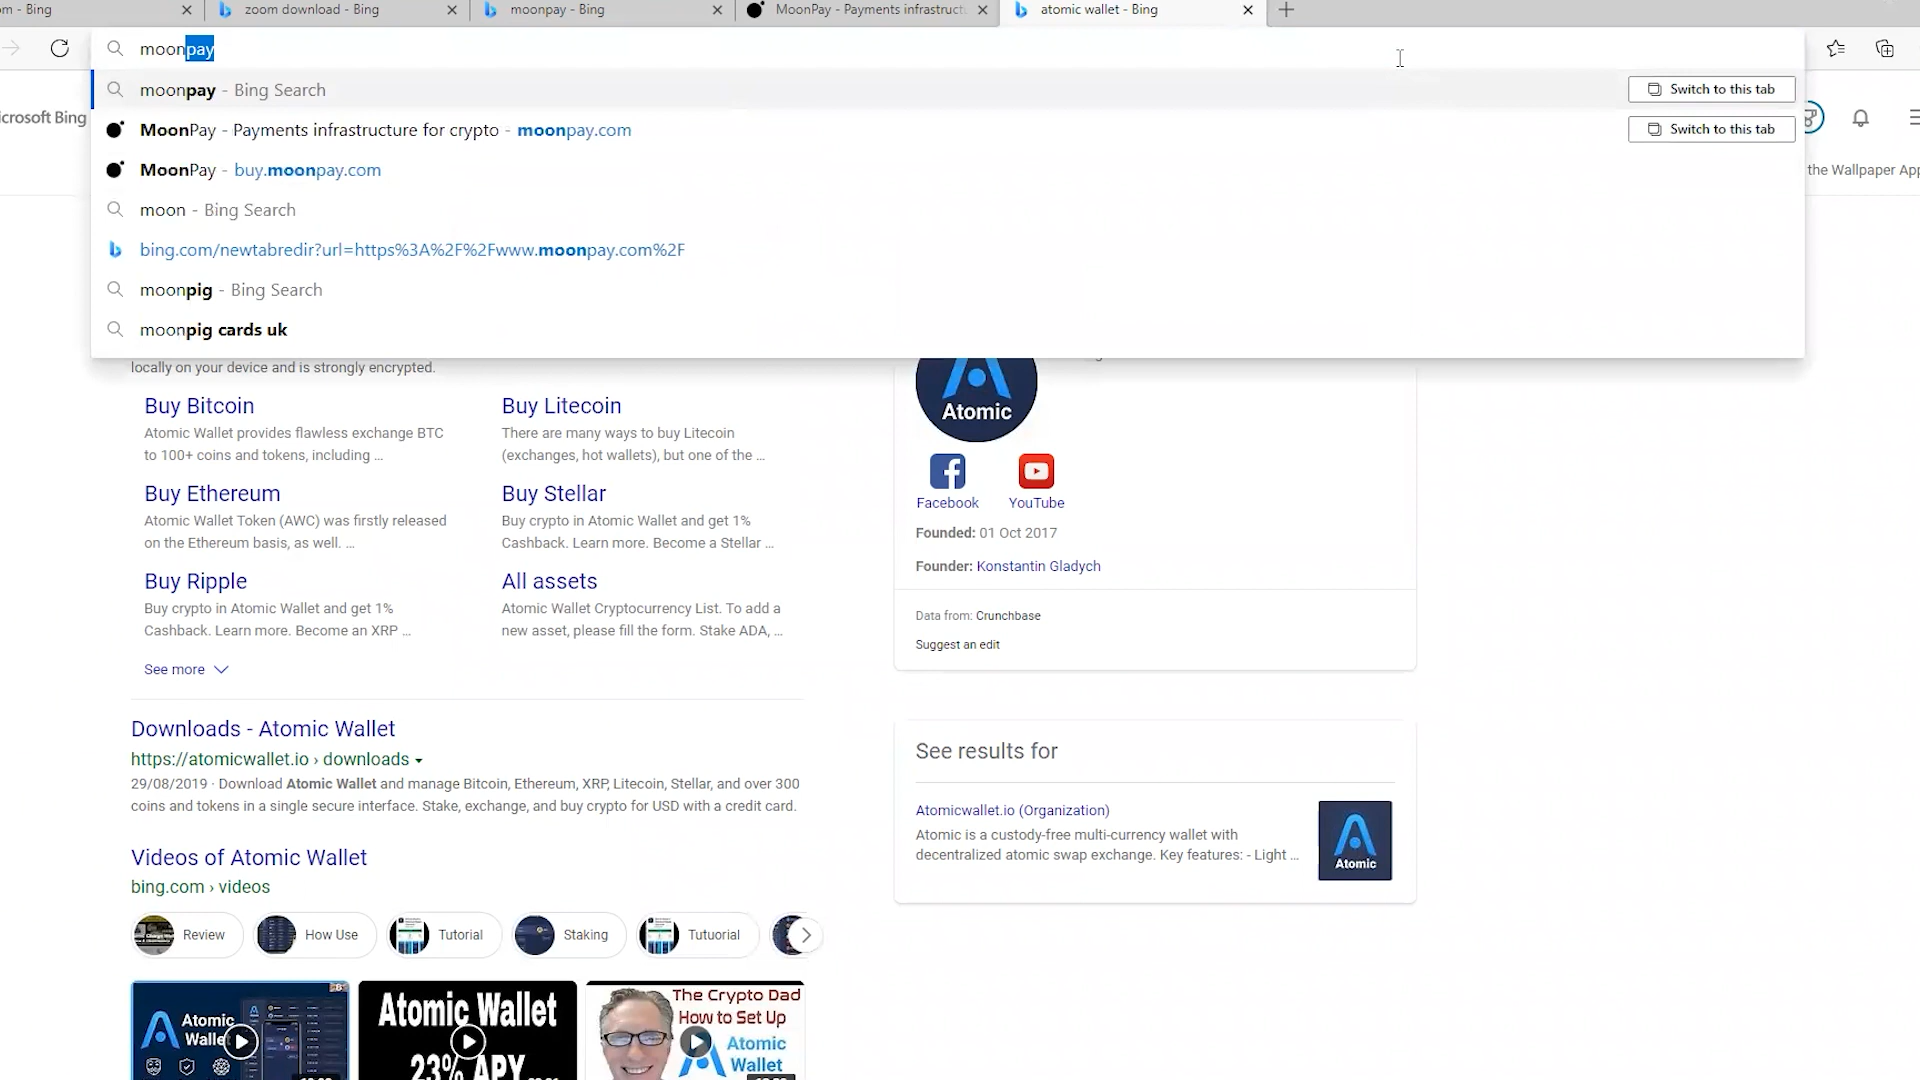 m - Bing
zoom download - Bing
moonpay - Bing
MoonPay - Payments infrastruct
atomic wallet - Bing
moonpay
moonpay - Bing Search
Switch to this tab
MoonPay - Payments infrastructure for crypto - moonpay.com
Switch to this tab
MoonPay - buy.moonpay.com
moon - Bing Search
bing.com/newtabredir?url=https%3A%2F%2Fwww.moonpay.com%2F
moonpig - Bing Search
moonpig cards uk
icrosoft Bing
the Wallpaper App
locally on your device and is strongly encrypted.
Buy Bitcoin
Atomic Wallet provides flawless exchange BTC
to 100+ coins and tokens, including ...
Buy Litecoin
There are many ways to buy Litecoin
(exchanges, hot wallets), but one of the ...
Buy Ethereum
Atomic Wallet Token (AWC) was firstly released
on the Ethereum basis, as well. ...
Buy Stellar
Buy crypto in Atomic Wallet and get 1%
Cashback. Learn more. Become a Stellar ...
Buy Ripple
Buy crypto in Atomic Wallet and get 1%
Cashback. Learn more. Become an XRP ...
All assets
Atomic Wallet Cryptocurrency List. To add a
new asset, please fill the form. Stake ADA, ...
See more
Downloads - Atomic Wallet
https://atomicwallet.io › downloads
29/08/2019 · Download Atomic Wallet and manage Bitcoin, Ethereum, XRP, Litecoin, Stellar, and over 300
coins and tokens in a single secure interface. Stake, exchange, and buy crypto for USD with a credit card.
Videos of Atomic Wallet
bing.com › videos
Review
How Use
Tutorial
Staking
Tutuorial
Atomic
Walle
Atomic Wallet
23% APY
The Crypto Dad
How to Set Up
Atomic
Wallet
Atomic
Facebook
YouTube
Founded: 01 Oct 2017
Founder: Konstantin Gladych
Data from: Crunchbase
Suggest an edit
See results for
Atomicwallet.io (Organization)
Atomic is a custody-free multi-currency wallet with
decentralized atomic swap exchange. Key features: - Light ...
Atomic